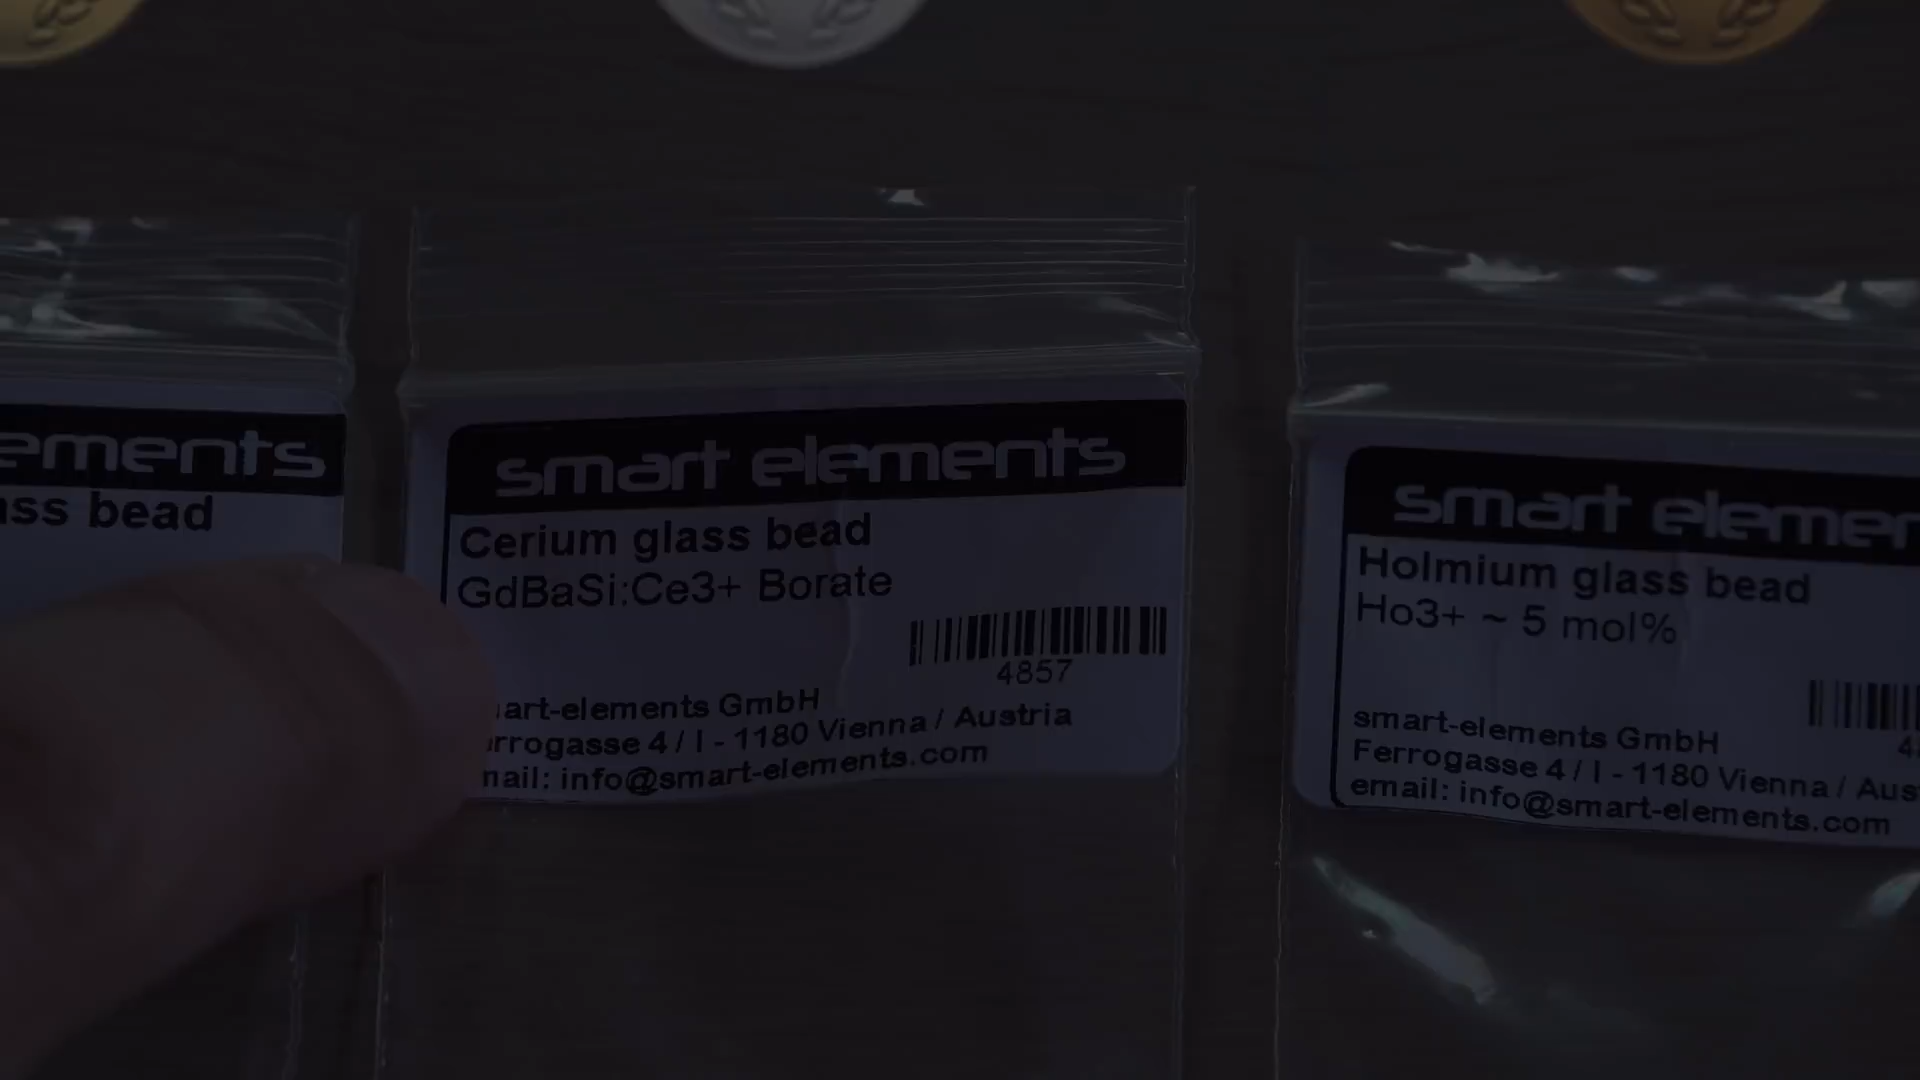 ements
ss bead
smart elements
Cerium glass bead
GdBaSi:Ce3+ Borate
4857
art-elements GmbH
rrogasse 4 / I - 1180 Vienna / Austria
mail: info@smart-elements.com
smart elemen
Holmium glass bead
Ho3+ ~ 5 mol%
smart-elements GmbH
Ferrogasse 4 / I - 1180 Vienna / Aus
email: info@smart-elements.com